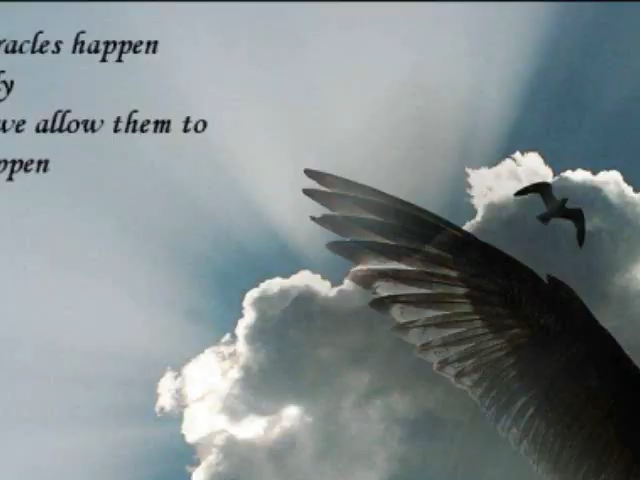 racles happen
ly
we allow them to
ppen